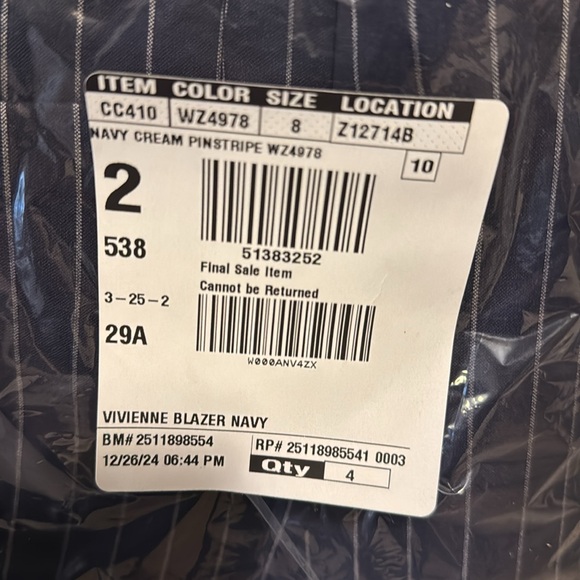 ITEM COLOR SIZE LOCATION
CC410 WZ4978 8 Z12714B
NAVY CREAM PINSTRIPE WZ4978
10
2
538
51383252
Final Sale Item
Cannot be Returned
3-25-2
29A
W000ANV4ZX
VIVIENNE BLAZER NAVY
BM# 2511898554 RP# 25118985541 0003
12/26/24 06:44 PM Qty 4